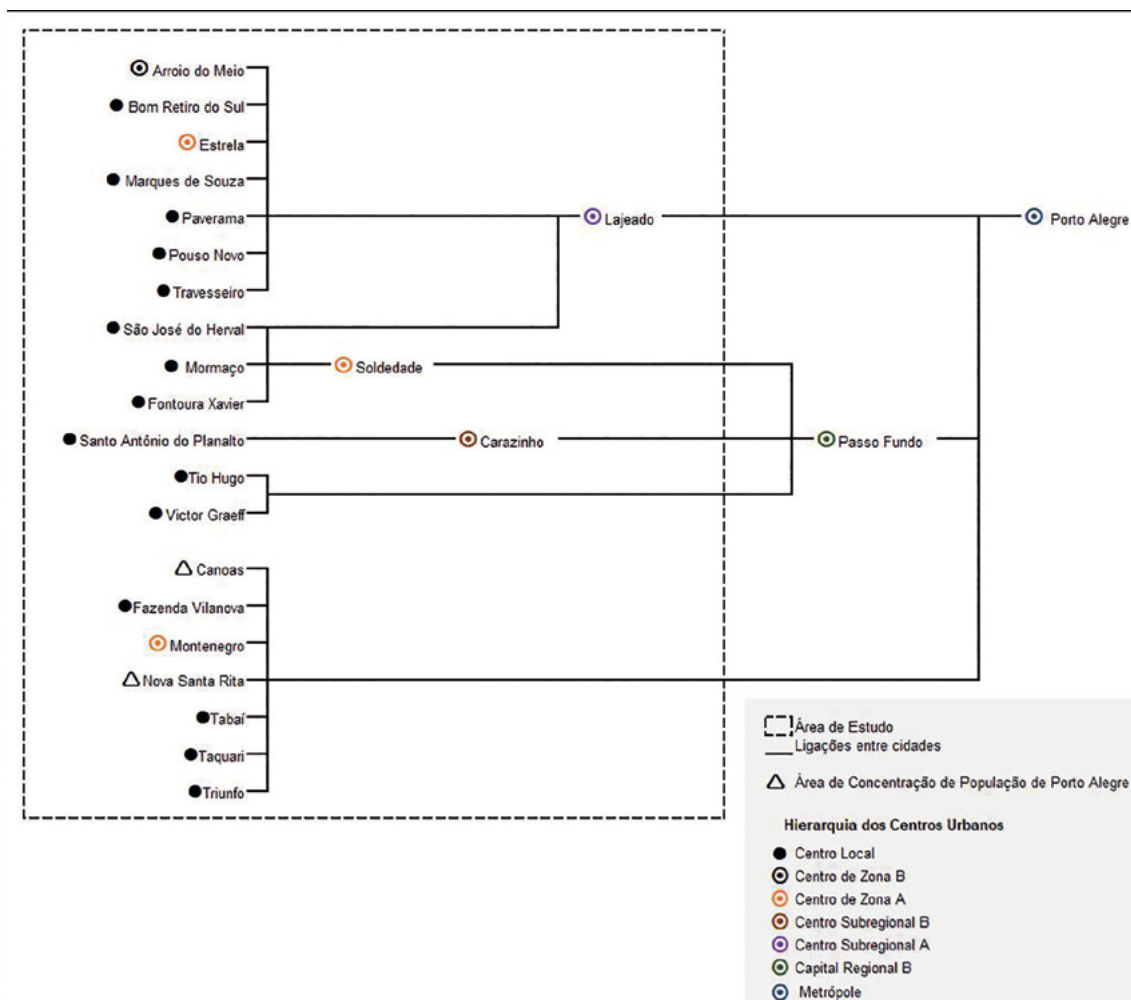 Arroio do Meio
Bom Retiro do Sul
Estrela
Marques de Souza
Paverama
Lajeado
Porto Alegre
Pouso Novo
Travesseiro
São José do Herval
Mormaço
Soldedade
Fontoura Xavier
Santo Antônio do Planalto
Carazinho
Passo Fundo
Tio Hugo
Victor Graeff
Canoas
Fazenda Vilanova
Montenegro
Nova Santa Rita
Tabaí
Taquari
Triunfo
Área de Estudo
Ligações entre cidades
Área de Concentração de População de Porto Alegre
Hierarquia dos Centros Urbanos
Centro Local
Centro de Zona B
Centro de Zona A
Centro Subregional B
Centro Subregional A
Capital Regional B
Metrópole